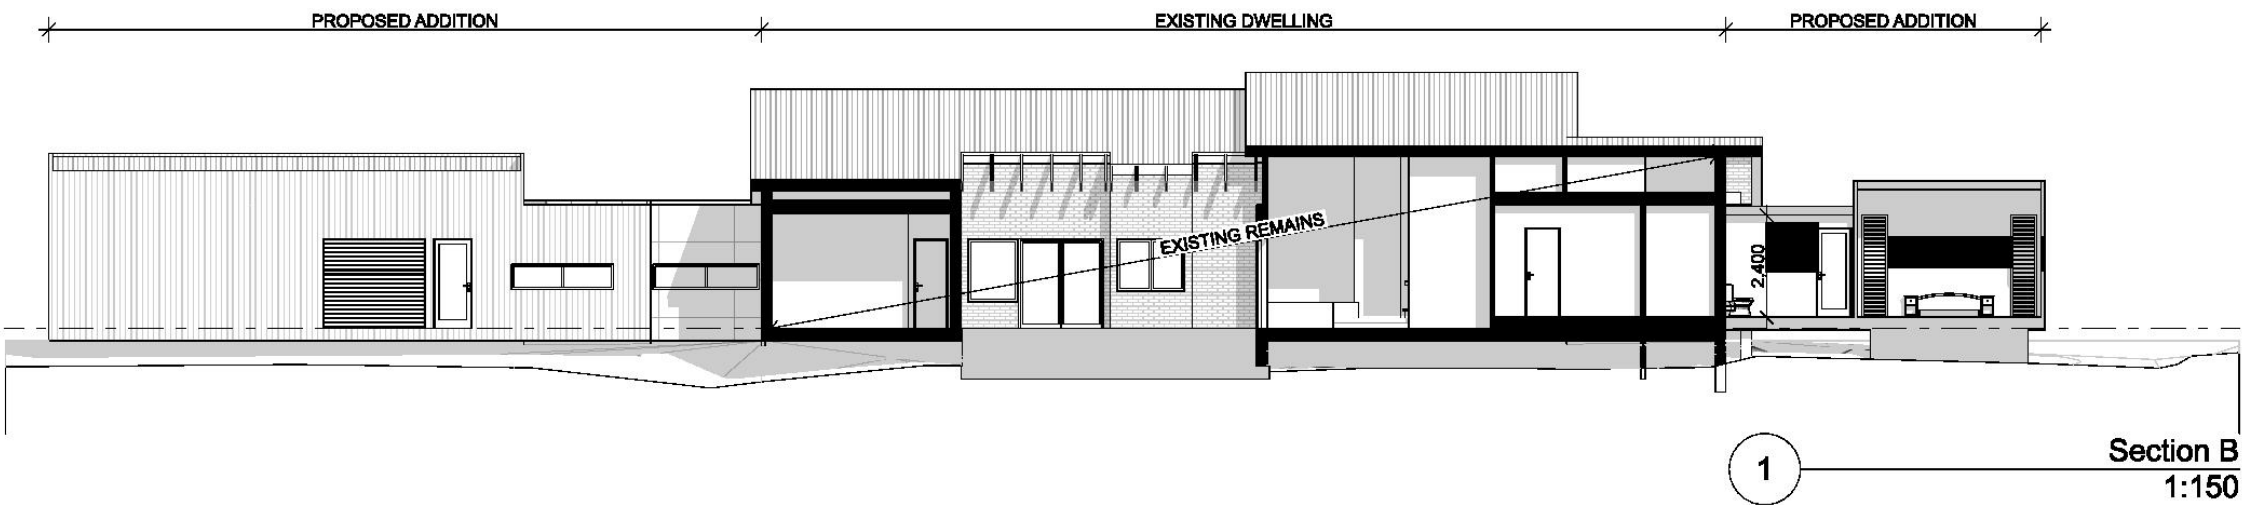 PROPOSED ADDITION
EXISTING DWELLING
PROPOSED ADDITION
EXISTING REMAINS
2.400
1
Section B
1:150